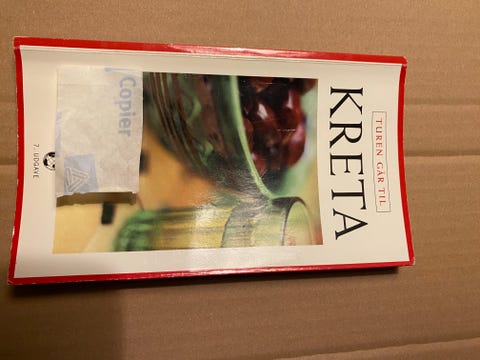 TUREN GÅR TIL
KRETA
Copier
7. UDGAVE